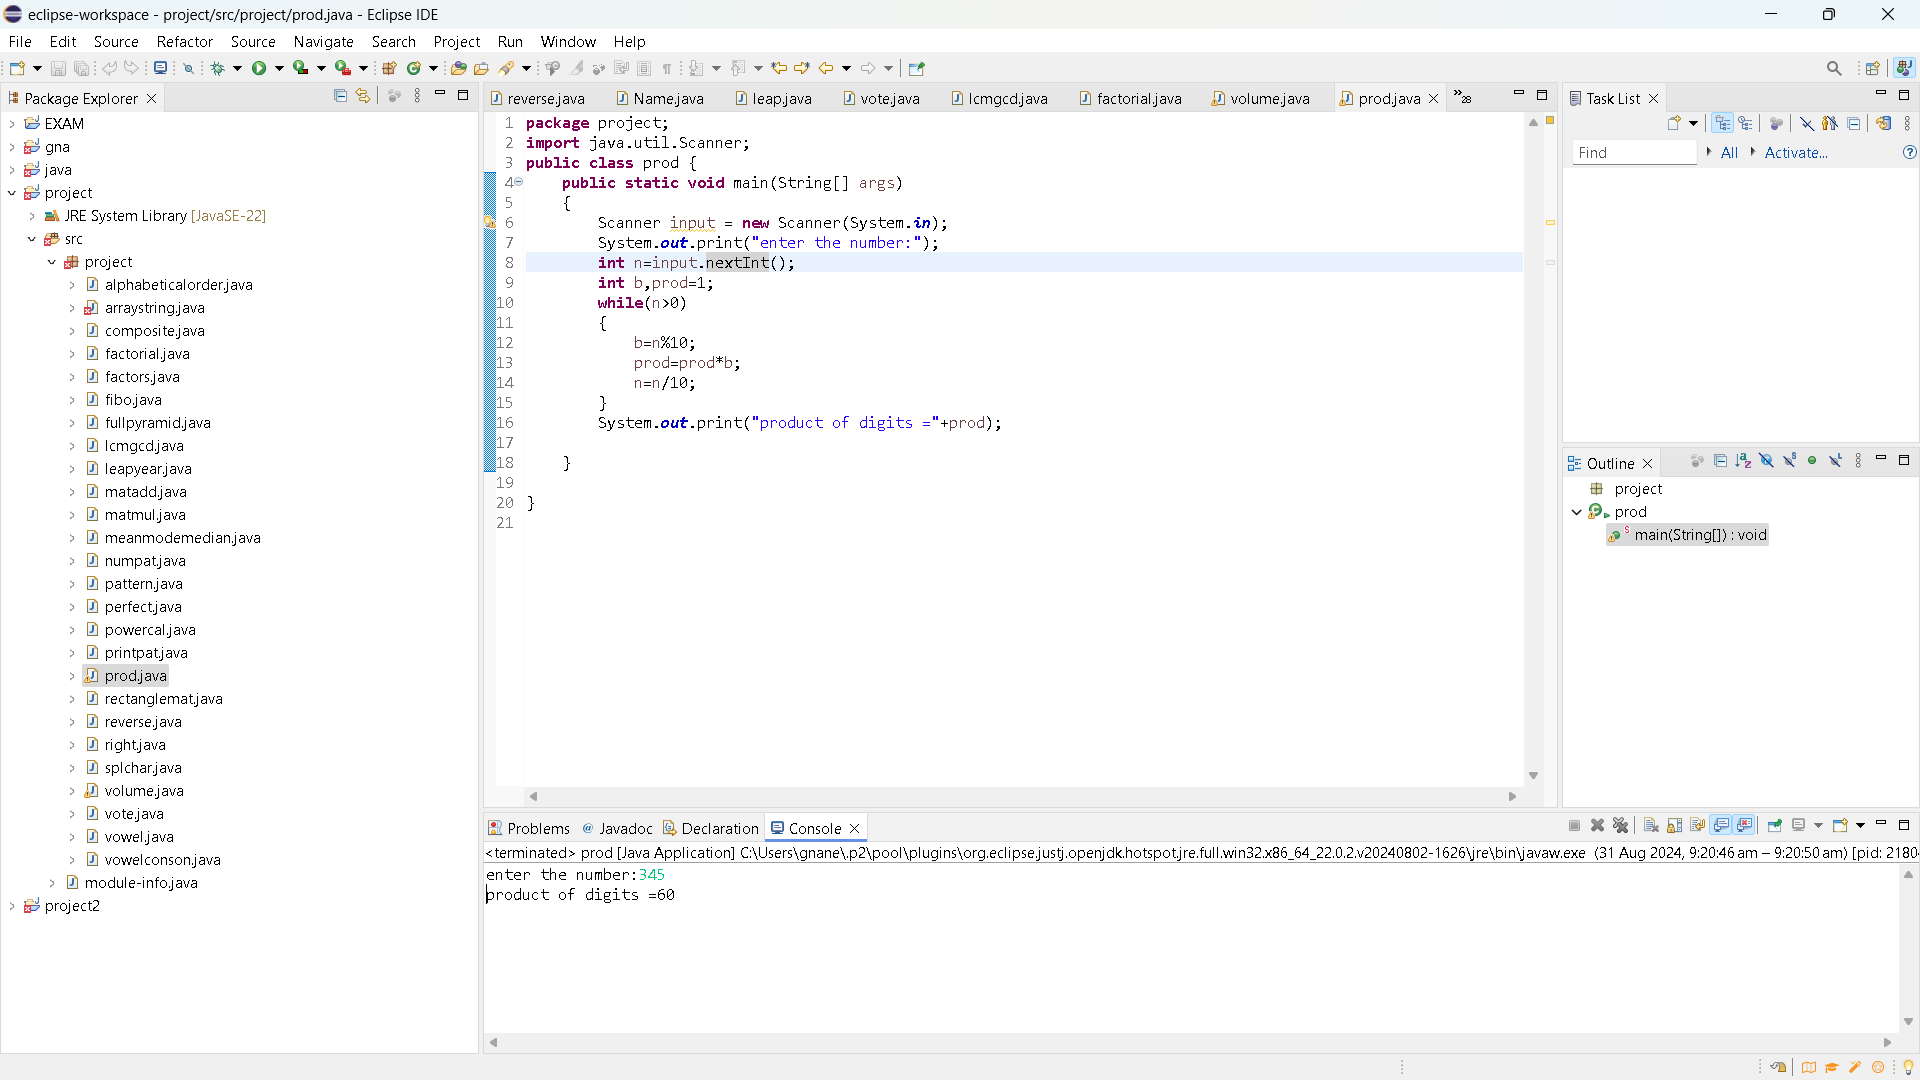 eclipse-workspace - project/src/project/prod.java - Eclipse IDE
File Edit Source Refactor Source Navigate Search Project Run Window Help
Package Explorer
EXAM
gna
java
project
JRE System Library [JavaSE-22]
src
project
alphabeticalorder.java
arraystring.java
composite.java
factorial.java
factors.java
fibo.java
fullpyramid.java
lcmgcd.java
leapyear.java
matadd.java
matmul.java
meanmodemedian.java
numpat.java
pattern.java
perfect.java
powercal.java
printpat.java
prod.java
rectanglemat.java
reverse.java
right.java
splchar.java
volume.java
vote.java
vowel.java
vowelconson.java
module-info.java
project2
reverse.java Name.java leap.java vote.java lcmgcd.java factorial.java volume.java prod.java »28
1 package project;
2 import java.util.Scanner;
3 public class prod {
4 public static void main(String[] args)
5 {
6 Scanner input = new Scanner(System.in);
7 System.out.print("enter the number:");
8 int n=input.nextInt();
9 int b,prod=1;
10 while(n>0)
11 {
12 b=n%10;
13 prod=prod*b;
14 n=n/10;
15 }
16 System.out.print("product of digits ="+prod);
17
18 }
19
20 }
21
Task List
Find All Activate...
Outline
project
prod
main(String[]) : void
Problems @ Javadoc Declaration Console
<terminated> prod [Java Application] C:\Users\gnane\.p2\pool\plugins\org.eclipse.justj.openjdk.hotspot.jre.full.win32.x86_64_22.0.2.v20240802-1626\jre\bin\javaw.exe (31 Aug 2024, 9:20:46 am – 9:20:50 am) [pid: 2180
enter the number:345
product of digits =60